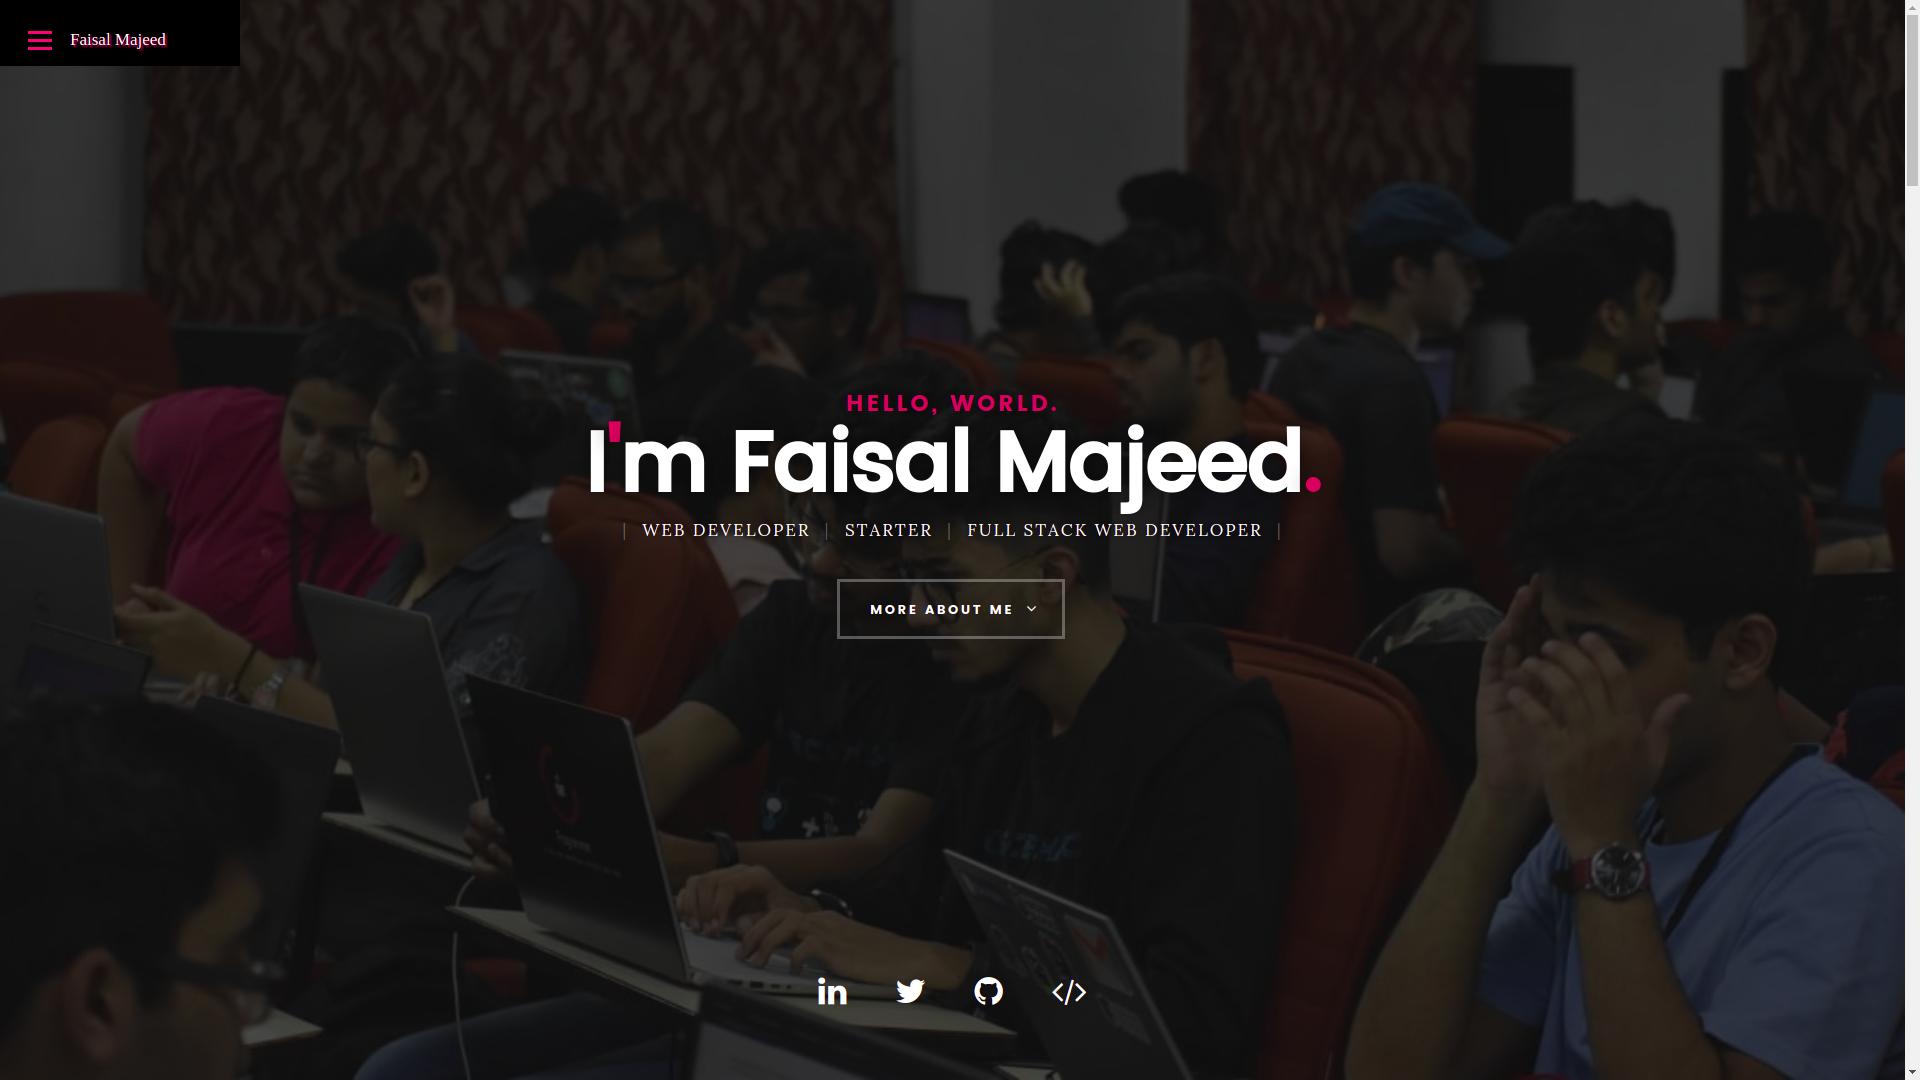 Faisal Majeed
HELLO, WORLD.
I'm Faisal Majeed.
| WEB DEVELOPER | STARTER | FULL STACK WEB DEVELOPER |
MORE ABOUT ME